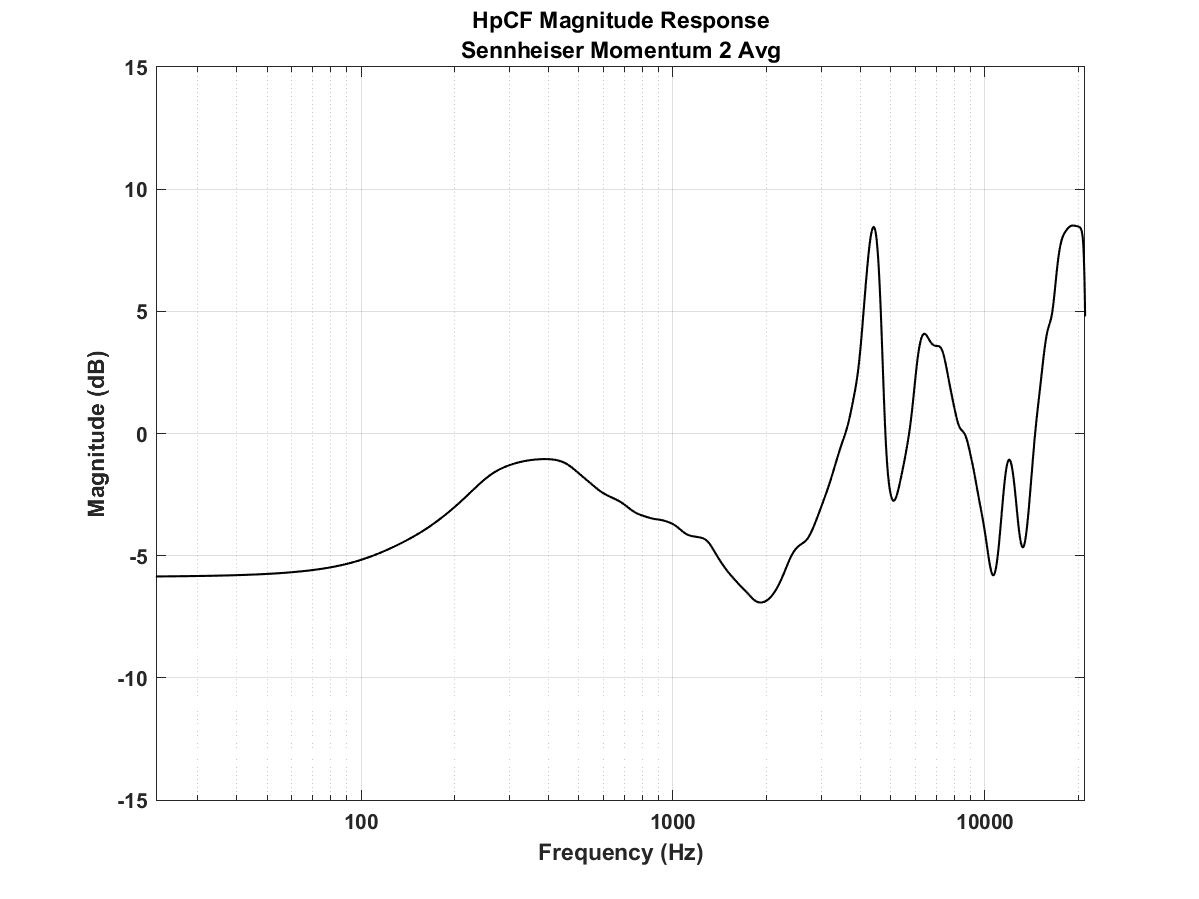 HpCF Magnitude Response
Sennheiser Momentum 2 Avg
15
10
5
0
-5
-10
-15
Magnitude (dB)
100
1000
10000
Frequency (Hz)